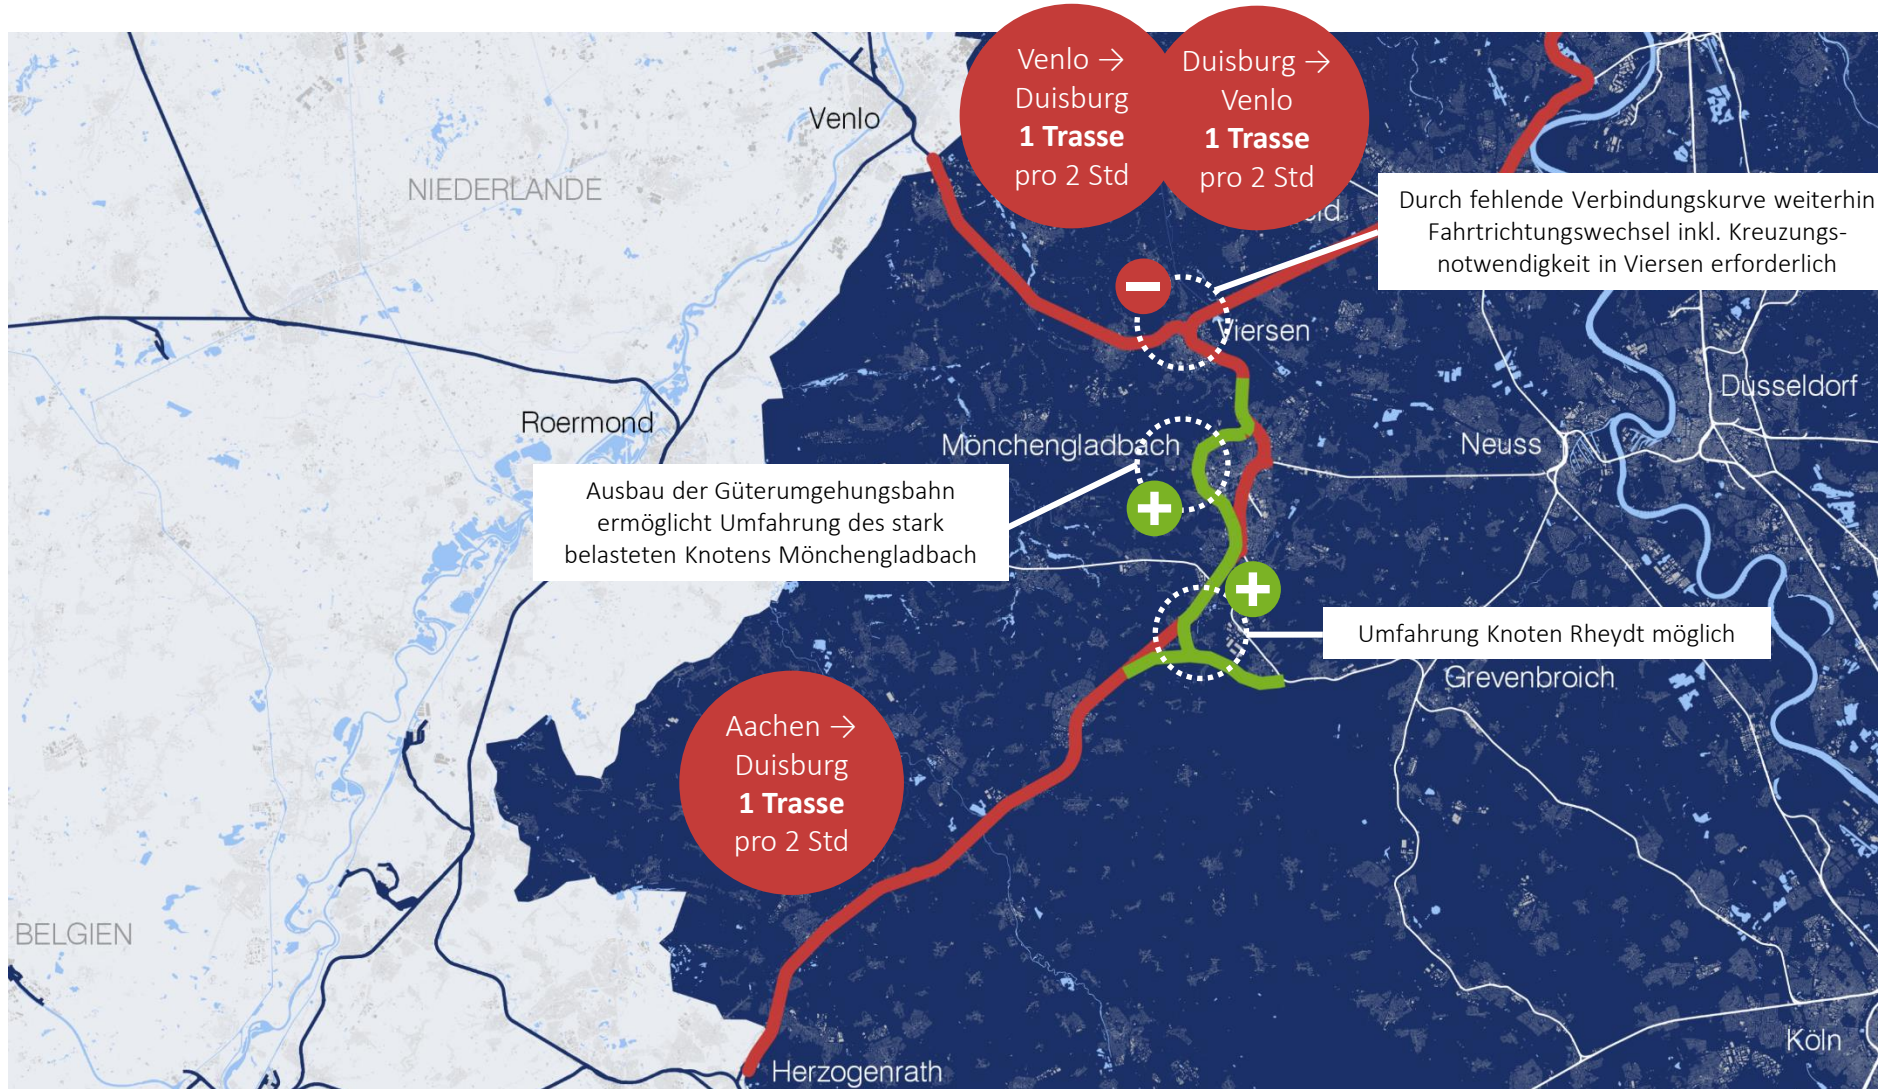 Venlo →
Duisburg
1 Trasse
pro 2 Std
Duisburg →
Venlo
1 Trasse
pro 2 Std
Venlo
NIEDERLANDE
Durch fehlende Verbindungskurve weiterhin
Fahrtrichtungswechsel inkl. Kreuzungs-
notwendigkeit in Viersen erforderlich
Viersen
Düsseldorf
Roermond
Mönchengladbach
Neuss
Ausbau der Güterumgehungsbahn
ermöglicht Umfahrung des stark
belasteten Knotens Mönchengladbach
Umfahrung Knoten Rheydt möglich
Grevenbroich
Aachen →
Duisburg
1 Trasse
pro 2 Std
BELGIEN
Köln
Herzogenrath